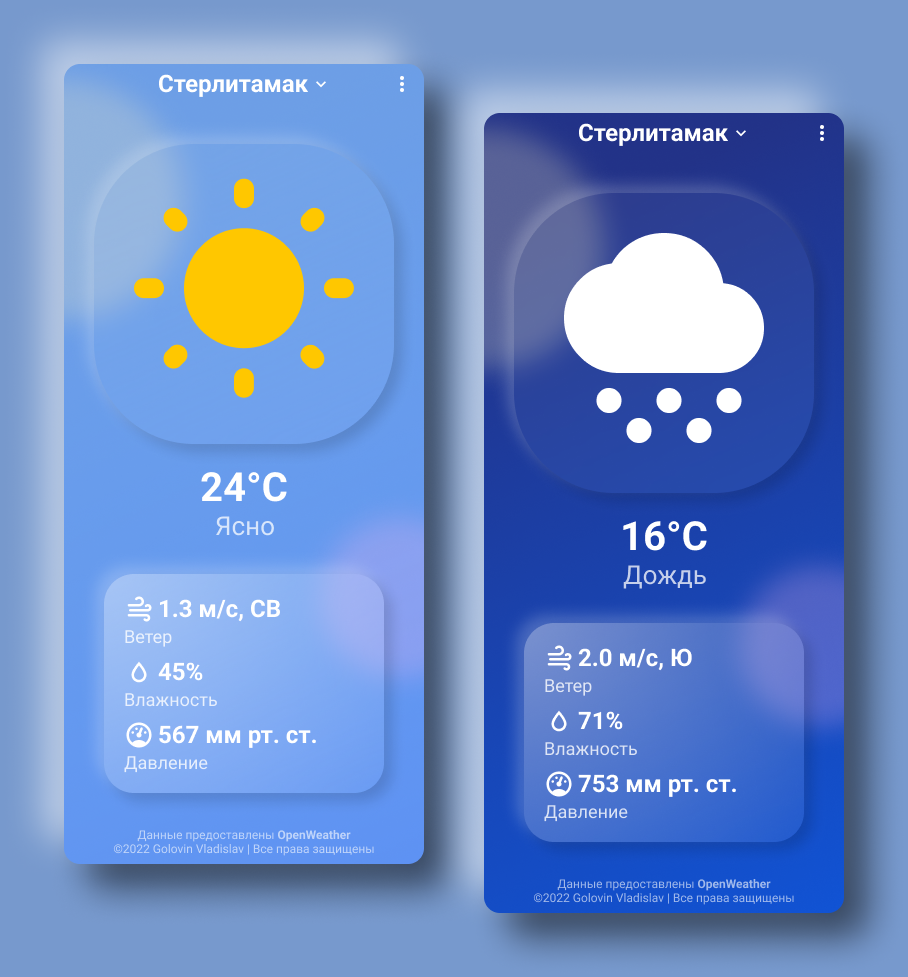 Стерлитамак
24°C
Ясно
1.3 м/с, СВ
Ветер
45%
Влажность
567 мм рт. ст.
Давление
Данные предоставлены OpenWeather
©2022 Golovin Vladislav | Все права защищены
Стерлитамак
16°C
Дождь
2.0 м/с, Ю
Ветер
71%
Влажность
753 мм рт. ст.
Давление
Данные предоставлены OpenWeather
©2022 Golovin Vladislav | Все права защищены